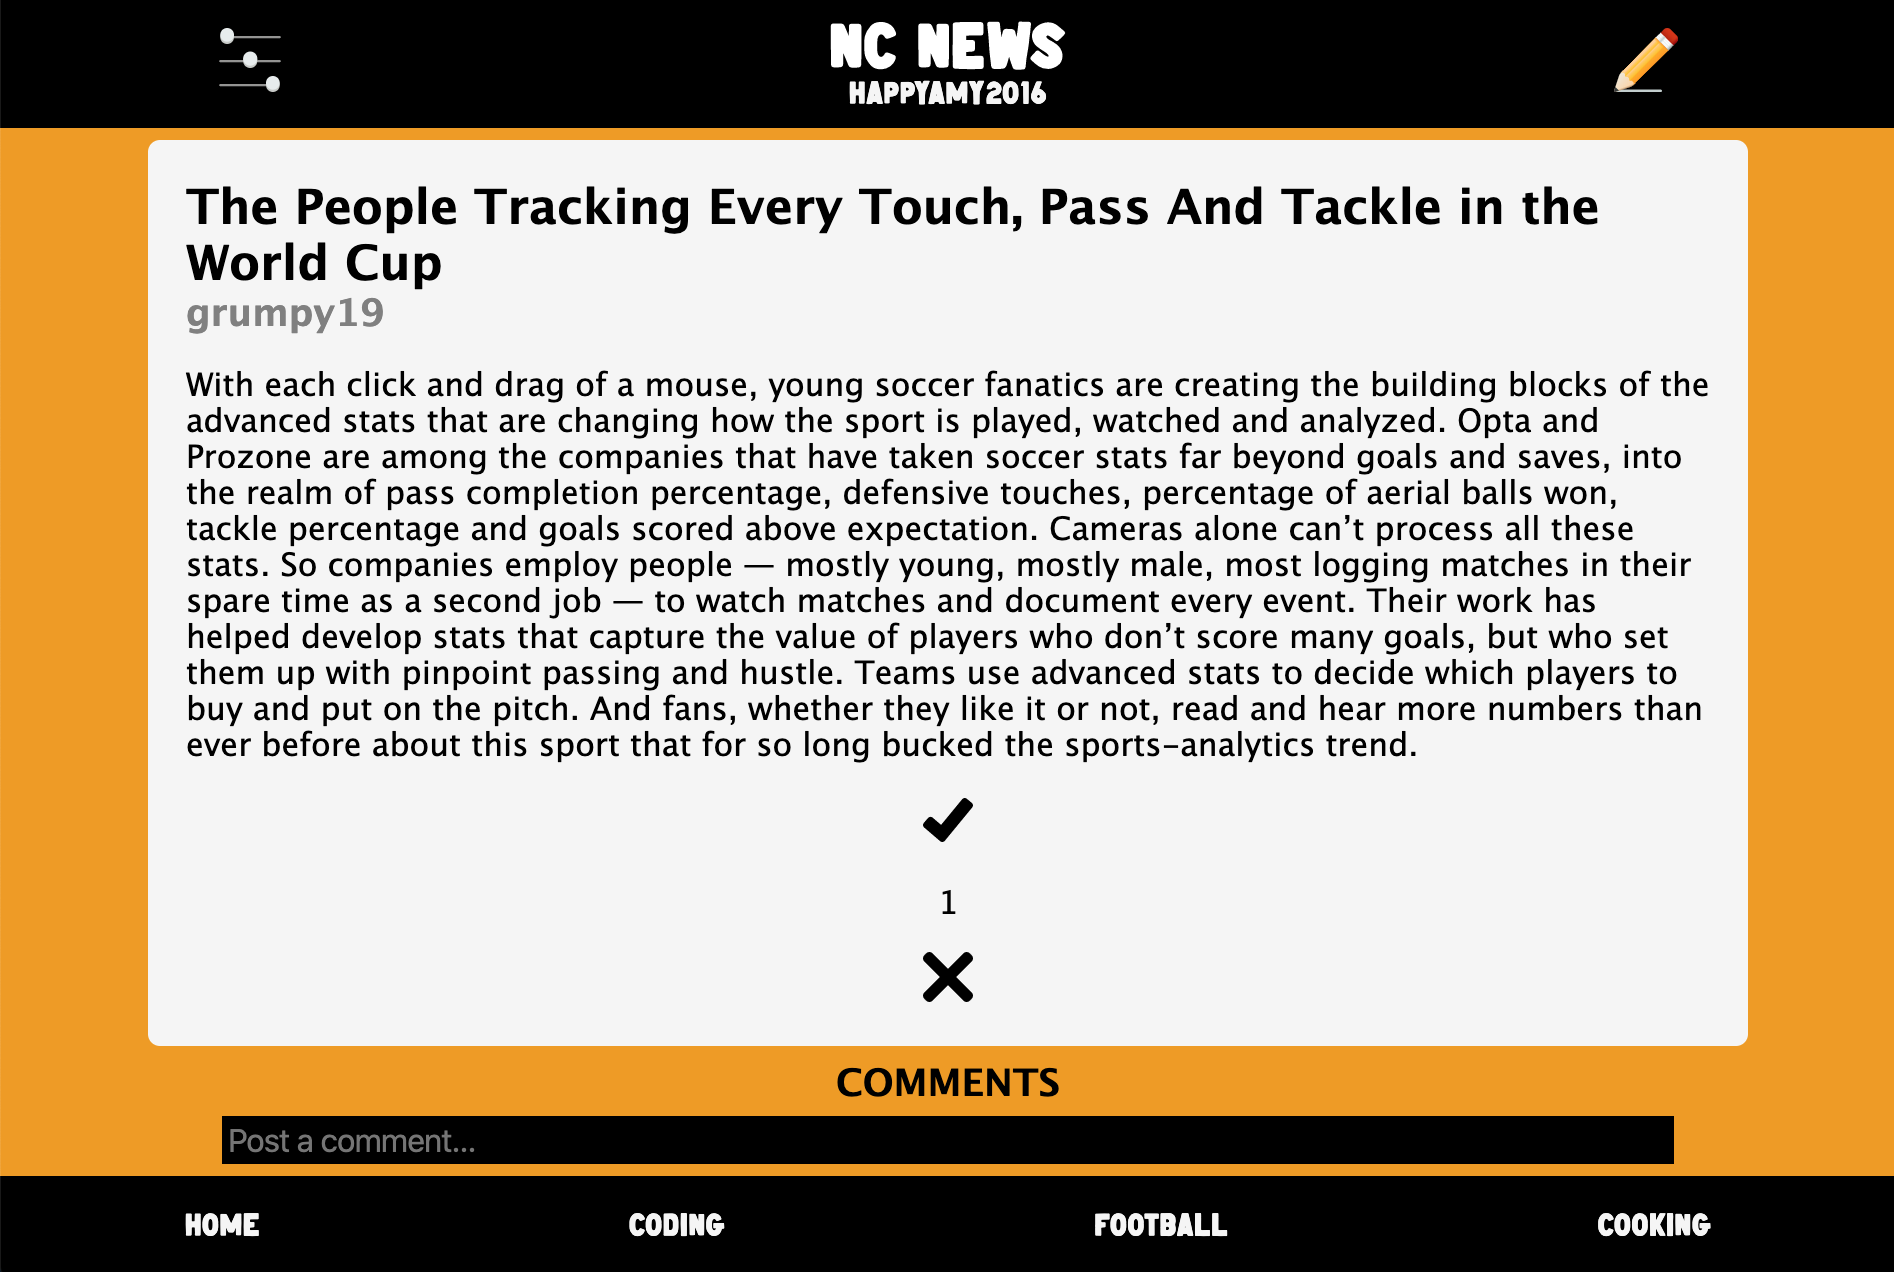 NC NEWS
HAPPYAMY2016
The People Tracking Every Touch, Pass And Tackle in the
World Cup
grumpy19
With each click and drag of a mouse, young soccer fanatics are creating the building blocks of the
advanced stats that are changing how the sport is played, watched and analyzed. Opta and
Prozone are among the companies that have taken soccer stats far beyond goals and saves, into
the realm of pass completion percentage, defensive touches, percentage of aerial balls won,
tackle percentage and goals scored above expectation. Cameras alone can’t process all these
stats. So companies employ people — mostly young, mostly male, most logging matches in their
spare time as a second job — to watch matches and document every event. Their work has
helped develop stats that capture the value of players who don’t score many goals, but who set
them up with pinpoint passing and hustle. Teams use advanced stats to decide which players to
buy and put on the pitch. And fans, whether they like it or not, read and hear more numbers than
ever before about this sport that for so long bucked the sports-analytics trend.
1
COMMENTS
Post a comment...
HOME CODING FOOTBALL COOKING